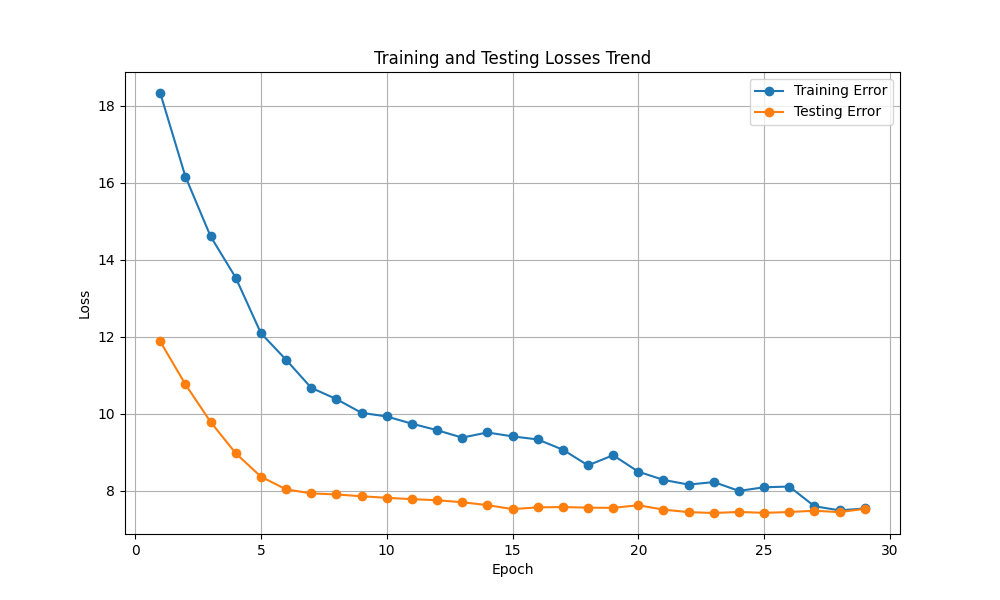 Training and Testing Losses Trend
Training Error
Testing Error
Loss
18
16
14
12
10
8
0 5 10 15 20 25 30
Epoch